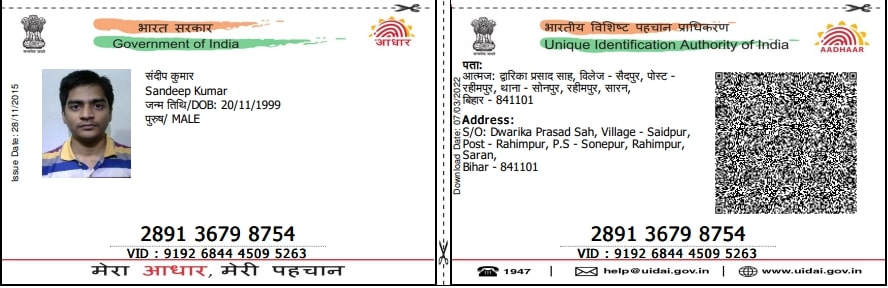 भारत सरकार
Government of India
आधार
Issue Date: 28/11/2015
संदीप कुमार
Sandeep Kumar
जन्म तिथि/DOB: 20/11/1999
पुरुष/ MALE
2891 3679 8754
VID : 9192 6844 4509 5263
मेरा आधार, मेरी पहचान
भारतीय विशिष्ट पहचान प्राधिकरण
Unique Identification Authority of India
AADHAAR
Download Date: 07/03/2022
पता:
आत्मज: द्वारिका प्रसाद साह, विलेज - सैदपुर, पोस्ट -
रहीमपुर, थाना - सोनपुर, रहीमपुर, सारन,
बिहार - 841101
Address:
S/O: Dwarika Prasad Sah, Village - Saidpur,
Post - Rahimpur, P.S - Sonepur, Rahimpur,
Saran,
Bihar - 841101
2891 3679 8754
VID : 9192 6844 4509 5263
1947 | help@uidai.gov.in | www.uidai.gov.in